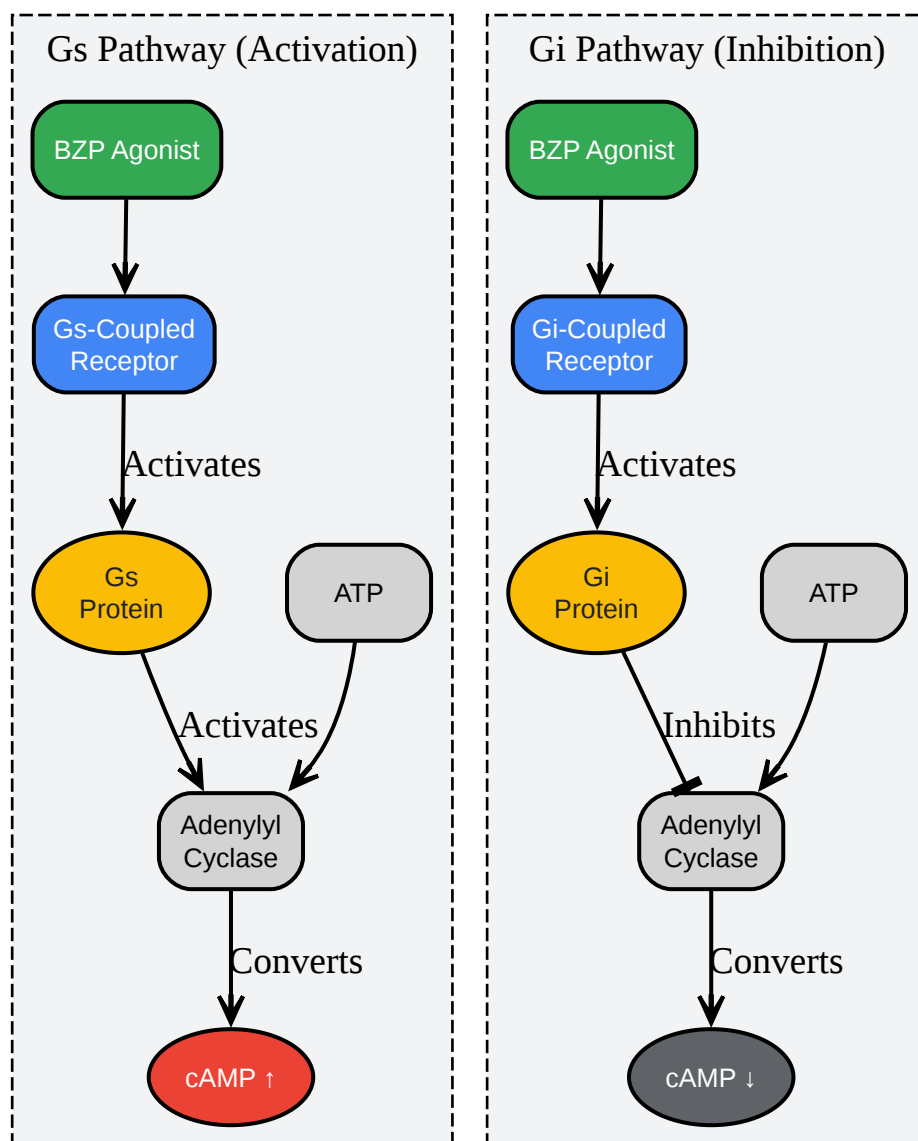 Gs Pathway (Activation)
BZP Agonist
Gs-Coupled
Receptor
Activates
Gs
Protein
ATP
Activates
Adenylyl
Cyclase
Converts
cAMP ↑
Gi Pathway (Inhibition)
BZP Agonist
Gi-Coupled
Receptor
Activates
Gi
Protein
ATP
Inhibits
Adenylyl
Cyclase
Converts
cAMP ↓